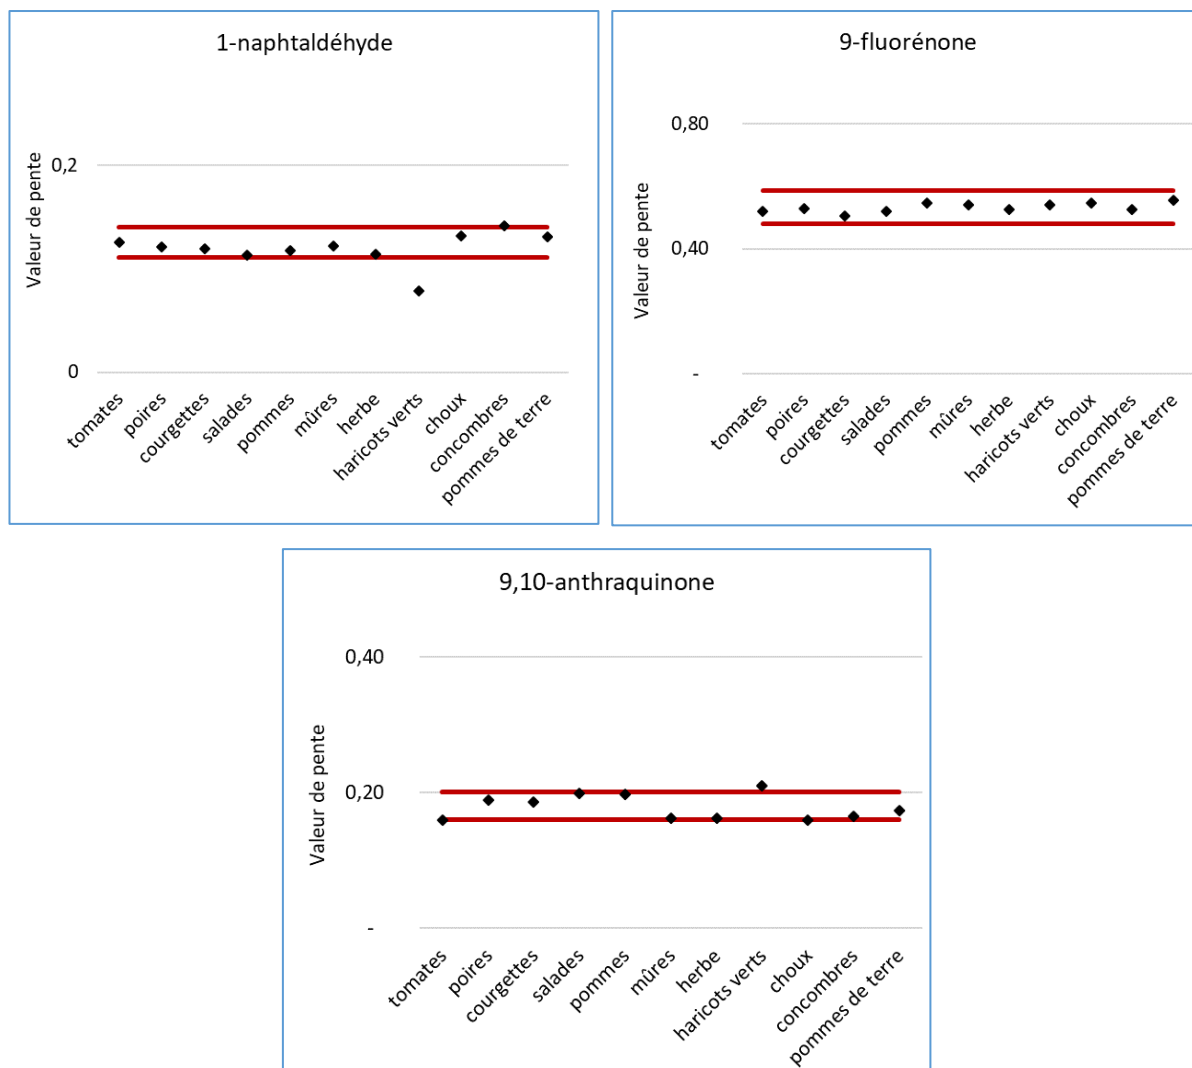 1-naphtaldéhyde
Valeur de pente
0,2
0
tomates
poires
courgettes
salades
pommes
mûres
herbe
haricots verts
choux
concombres
pommes de terre
9-fluorénone
Valeur de pente
0,80
0,40
-
tomates
poires
courgettes
salades
pommes
mûres
herbe
haricots verts
choux
concombres
pommes de terre
9,10-anthraquinone
Valeur de pente
0,40
0,20
-
tomates
poires
courgettes
salades
pommes
mûres
herbe
haricots verts
choux
concombres
pommes de terre